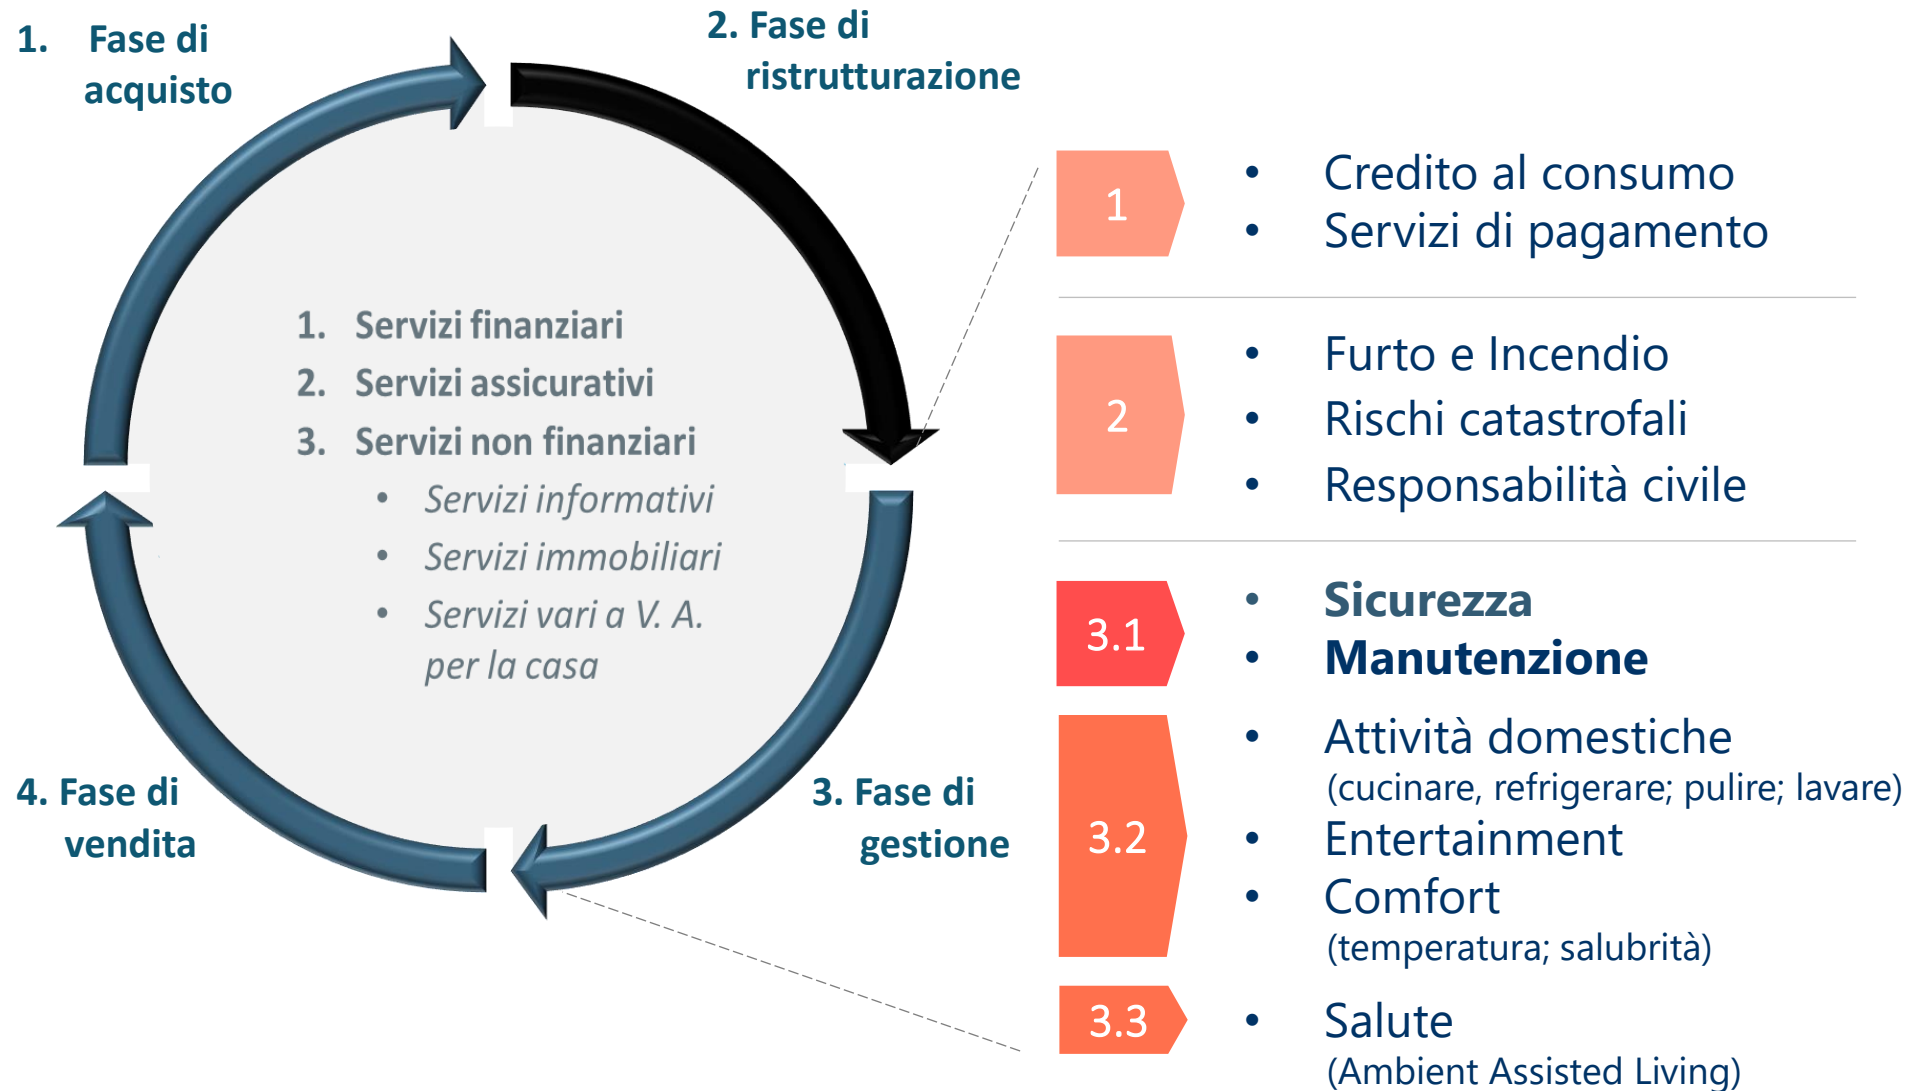 1. Fase di
acquisto
2. Fase di
ristrutturazione
1. Servizi finanziari
2. Servizi assicurativi
3. Servizi non finanziari
• Servizi informativi
• Servizi immobiliari
• Servizi vari a V. A.
per la casa
4. Fase di
vendita
3. Fase di
gestione
1
• Credito al consumo
• Servizi di pagamento
2
• Furto e Incendio
• Rischi catastrofali
• Responsabilità civile
3.1
• Sicurezza
• Manutenzione
3.2
• Attività domestiche
(cucinare, refrigerare; pulire; lavare)
• Entertainment
• Comfort
(temperatura; salubrità)
3.3
• Salute
(Ambient Assisted Living)